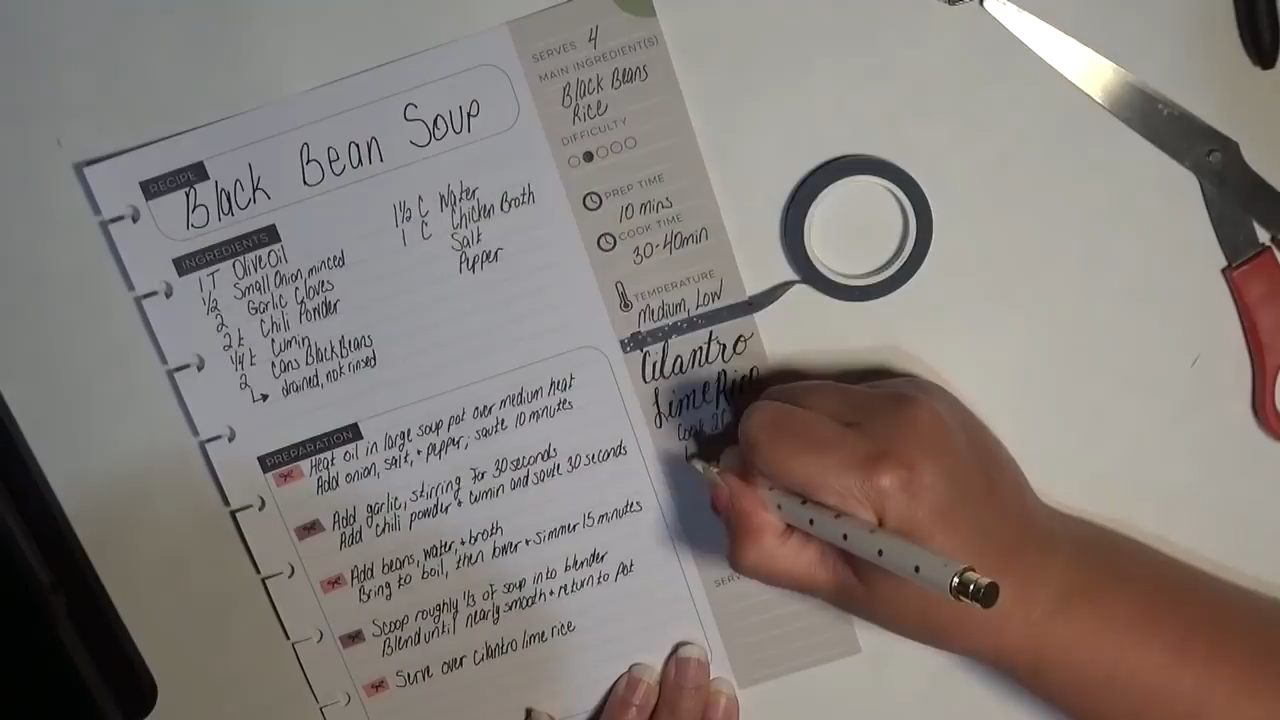 RECIPE
Black Bean Soup
INGREDIENTS
1 T Olive Oil
1/2 Small Onion, minced
2 Garlic Cloves
2 t Chili Powder
1/4 t Cumin
2 Cans Black Beans
↳ drained, not rinsed
1 1/2 C Water
1 C Chicken Broth
Salt
Pepper
PREPARATION
Heat oil in large soup pot over medium heat
Add onion, salt, + pepper; saute 10 minutes
Add garlic, stirring for 30 seconds
Add chili powder + cumin and saute 30 seconds
Add beans, water, + broth
Bring to boil, then lower + simmer 15 minutes
Scoop roughly 1/3 of soup into blender
Blend until nearly smooth + return to pot
Serve over cilantro lime rice
SERVES 4
MAIN INGREDIENT(S)
Black Beans
Rice
DIFFICULTY
PREP TIME
10 mins
COOK TIME
30-40min
TEMPERATURE
Medium, Low
Cilantro
Lime Rice
Cook 2C